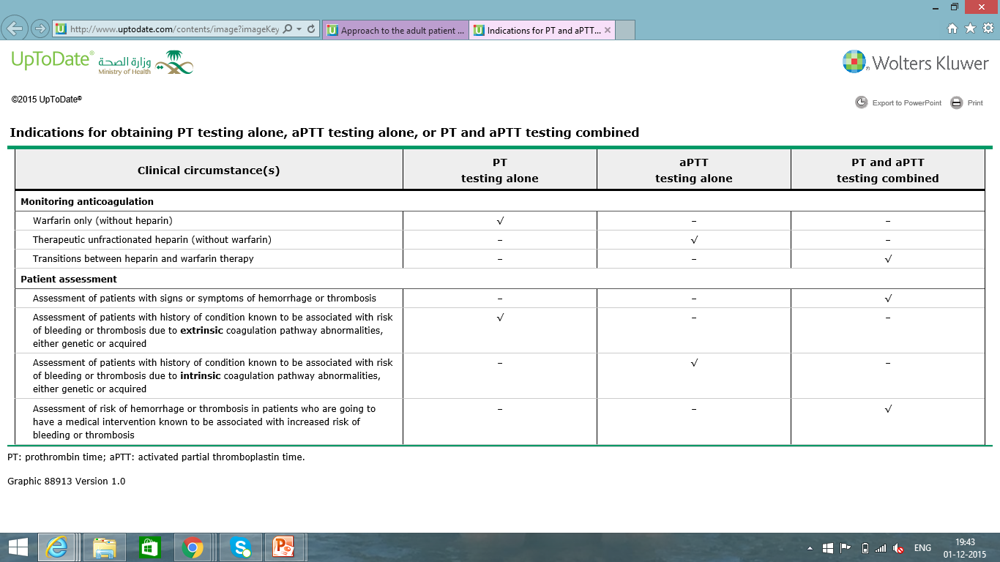 http://www.uptodate.com/contents/image?imageKey
Approach to the adult patient ...
Indications for PT and aPTT...
UpToDate®
وزارة الصحة
Ministry of Health
Wolters Kluwer
©2015 UpToDate®
Export to PowerPoint
Print
Indications for obtaining PT testing alone, aPTT testing alone, or PT and aPTT testing combined
Clinical circumstance(s)
PT
testing alone
aPTT
testing alone
PT and aPTT
testing combined
Monitoring anticoagulation
Warfarin only (without heparin) √ – –
Therapeutic unfractionated heparin (without warfarin) – √ –
Transitions between heparin and warfarin therapy – – √
Patient assessment
Assessment of patients with signs or symptoms of hemorrhage or thrombosis – – √
Assessment of patients with history of condition known to be associated with risk √ – –
of bleeding or thrombosis due to extrinsic coagulation pathway abnormalities,
either genetic or acquired
Assessment of patients with history of condition known to be associated with risk – √ –
of bleeding or thrombosis due to intrinsic coagulation pathway abnormalities,
either genetic or acquired
Assessment of risk of hemorrhage or thrombosis in patients who are going to – – √
have a medical intervention known to be associated with increased risk of
bleeding or thrombosis
PT: prothrombin time; aPTT: activated partial thromboplastin time.
Graphic 88913 Version 1.0
ENG
19:43
01-12-2015